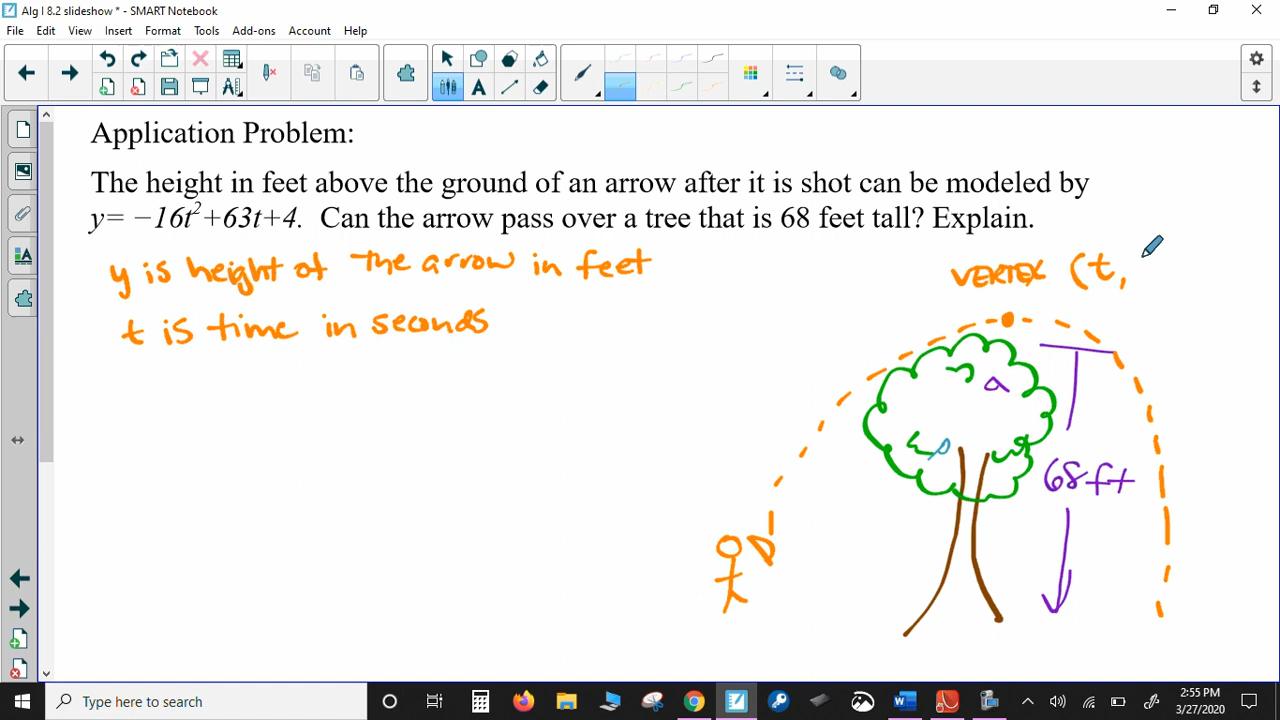 Alg I 8.2 slideshow * - SMART Notebook
File Edit View Insert Format Tools Add-ons Account Help
Application Problem:
The height in feet above the ground of an arrow after it is shot can be modeled by
y= −16t²+63t+4. Can the arrow pass over a tree that is 68 feet tall? Explain.
y is height of the arrow in feet
t is time in seconds
VERTEX (t,
68ft
Type here to search
2:55 PM
3/27/2020